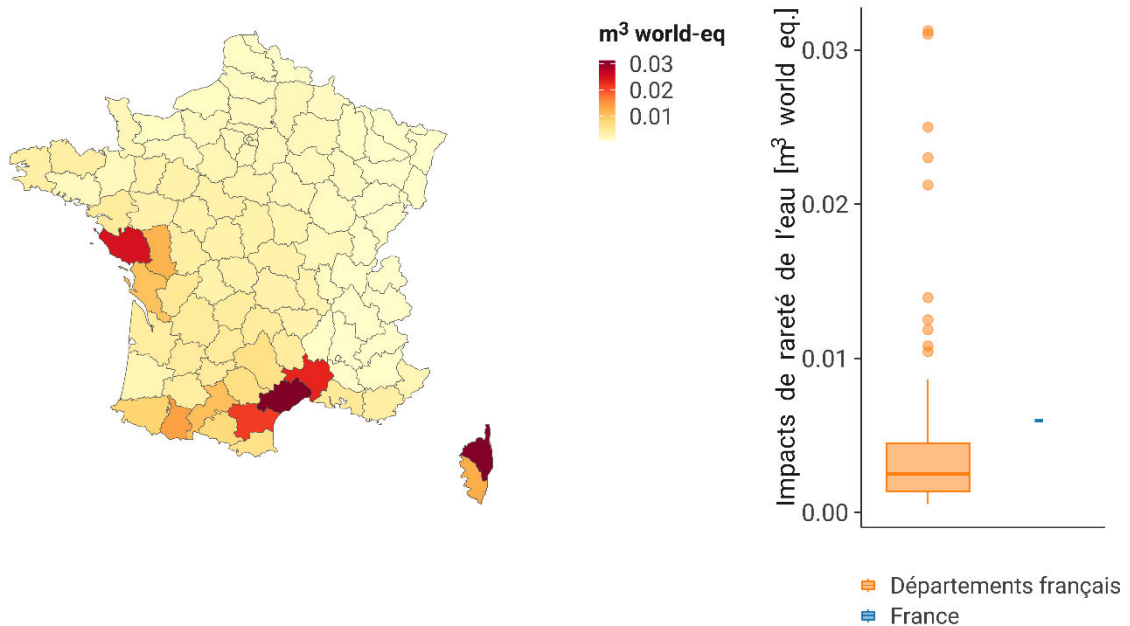 m³ world-eq
0.03
0.02
0.01
Impacts de rareté de l'eau [m³ world eq.]
0.03
0.02
0.01
0.00
Départements français
France